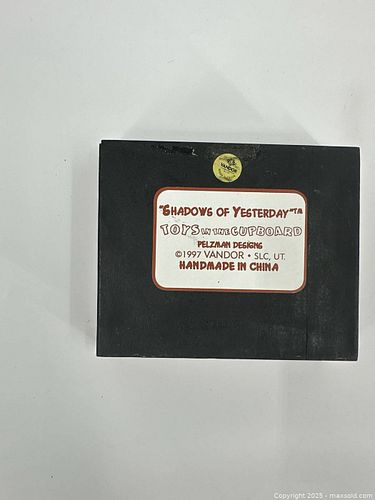 VANDOR
"SHADOWS OF YESTERDAY"™
TOYS IN THE CUPBOARD
PELZMAN DESIGNS
©1997 VANDOR • SLC, UT.
HANDMADE IN CHINA
Copyright 2025 - maxsold.com